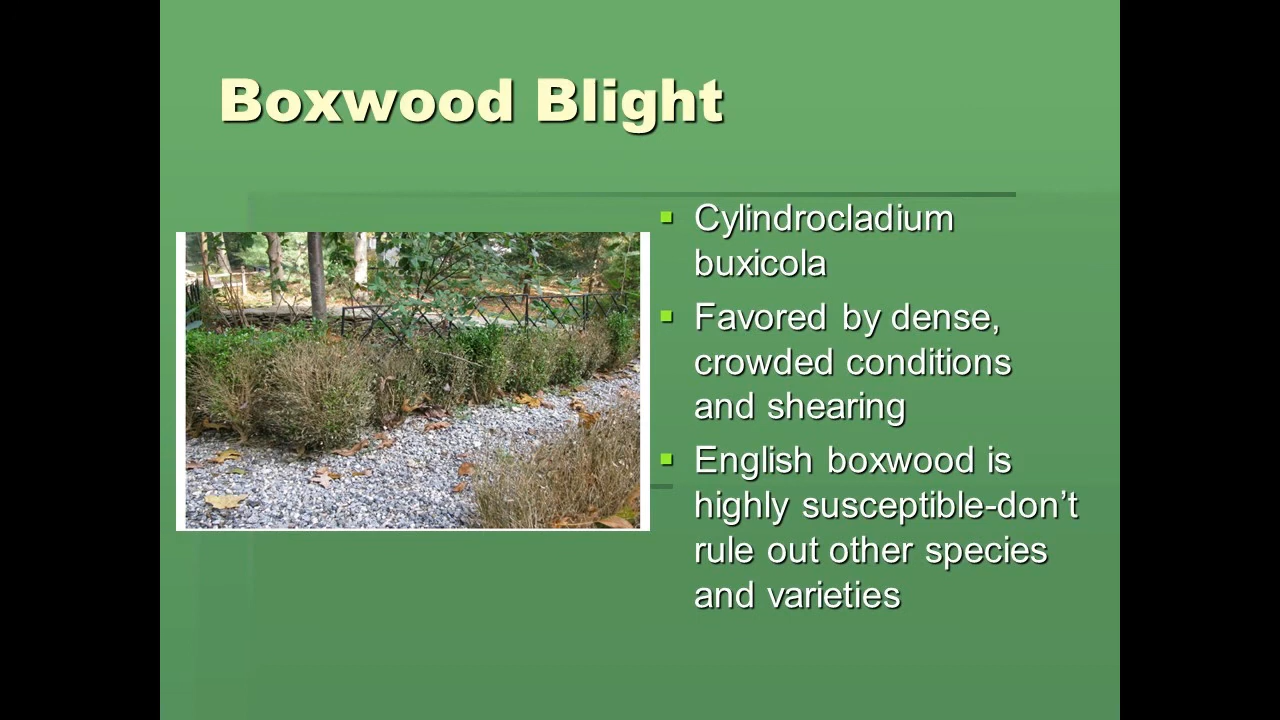 Boxwood Blight
Cylindrocladium
buxicola
Favored by dense,
crowded conditions
and shearing
English boxwood is
highly susceptible-don’t
rule out other species
and varieties